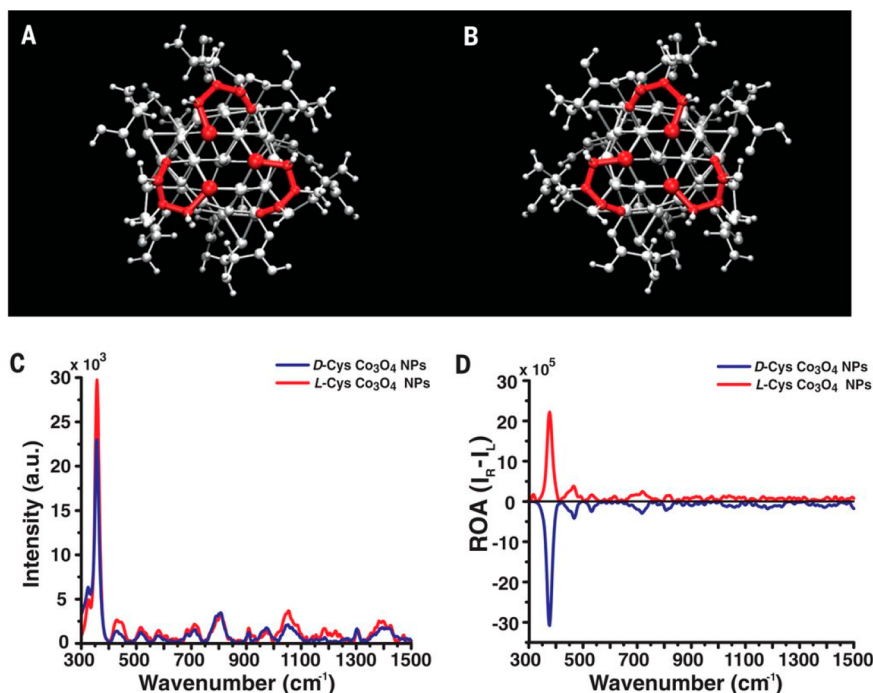 A
B
C
x 10³
D-Cys Co₃O₄ NPs
L-Cys Co₃O₄ NPs
30
25
20
15
10
5
0
Intensity (a.u.)
300 500 700 900 1100 1300 1500
Wavenumber (cm⁻¹)
D
x 10⁵
D-Cys Co₃O₄ NPs
L-Cys Co₃O₄ NPs
30
20
10
0
-10
-20
-30
ROA (I_R-I_L)
300 500 700 900 1100 1300 1500
Wavenumber (cm⁻¹)